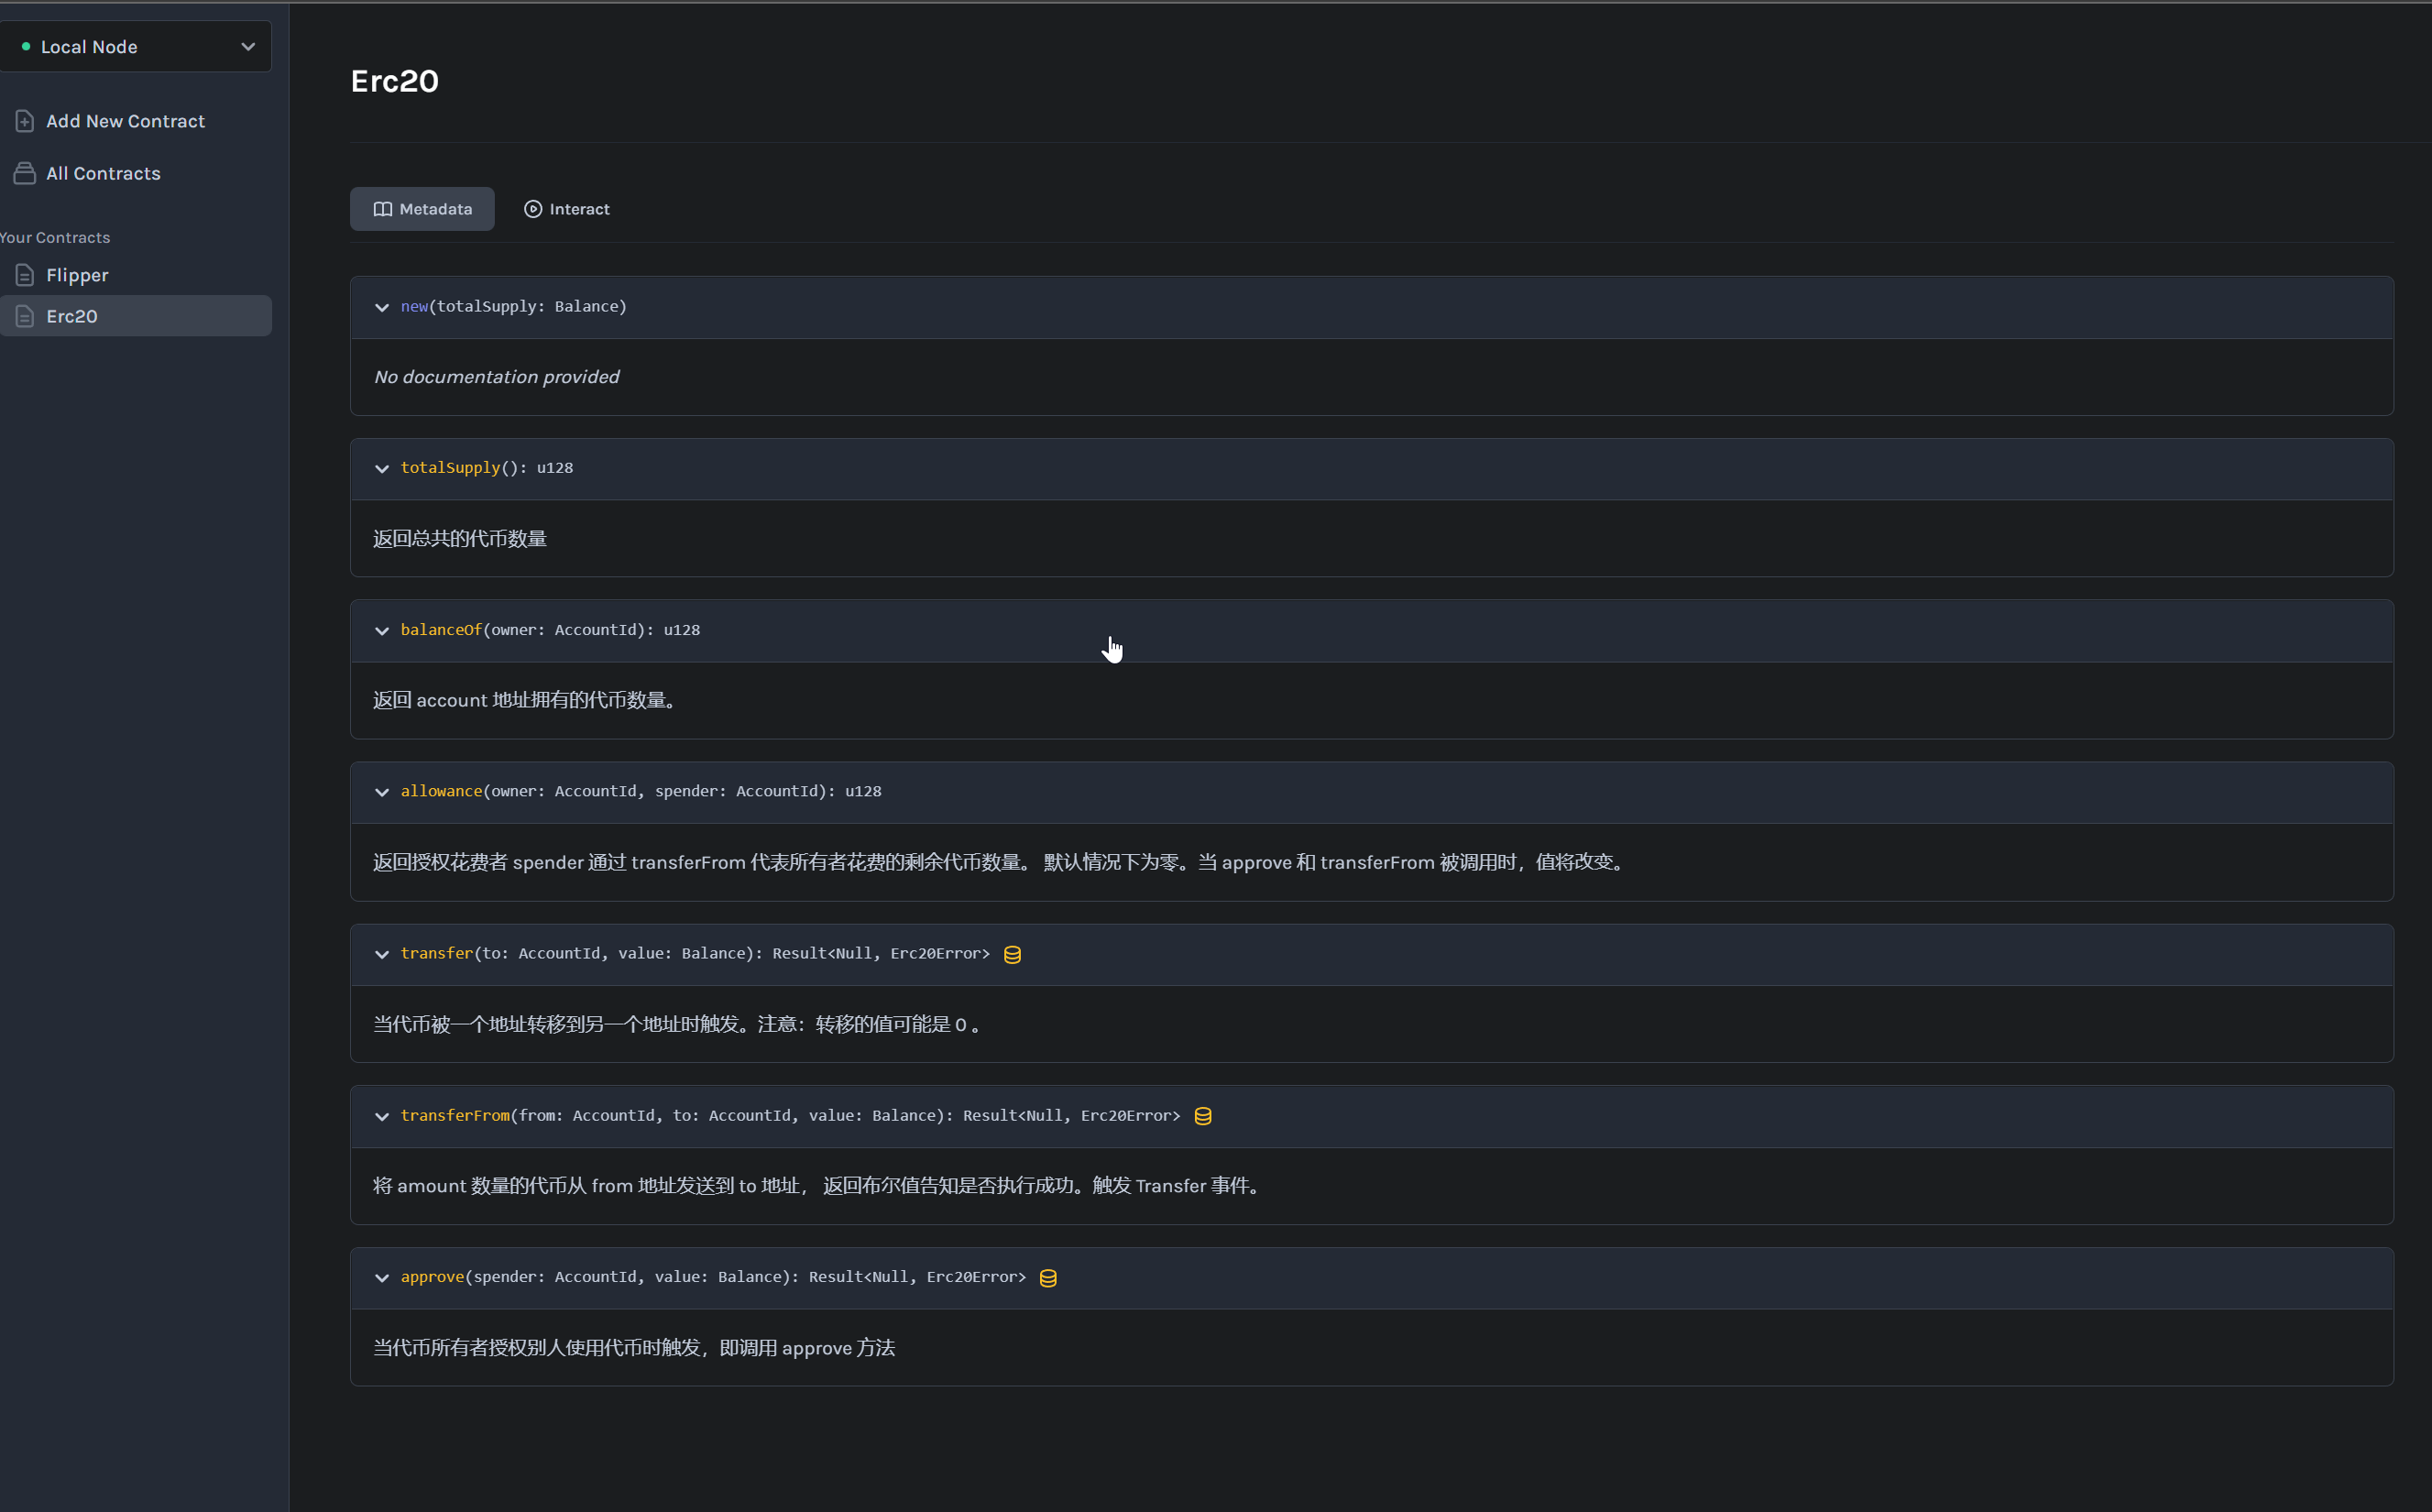 Local Node
Add New Contract
All Contracts
Your Contracts
Flipper
Erc20
Erc20
Metadata
Interact
new(totalSupply: Balance)
No documentation provided
totalSupply(): u128
返回总共的代币数量
balanceOf(owner: AccountId): u128
返回 account 地址拥有的代币数量。
allowance(owner: AccountId, spender: AccountId): u128
返回授权花费者 spender 通过 transferFrom 代表所有者花费的剩余代币数量。 默认情况下为零。当 approve 和 transferFrom 被调用时，值将改变。
transfer(to: AccountId, value: Balance): Result<Null, Erc20Error>
当代币被一个地址转移到另一个地址时触发。注意：转移的值可能是 0 。
transferFrom(from: AccountId, to: AccountId, value: Balance): Result<Null, Erc20Error>
将 amount 数量的代币从 from 地址发送到 to 地址， 返回布尔值告知是否执行成功。触发 Transfer 事件。
approve(spender: AccountId, value: Balance): Result<Null, Erc20Error>
当代币所有者授权别人使用代币时触发，即调用 approve 方法